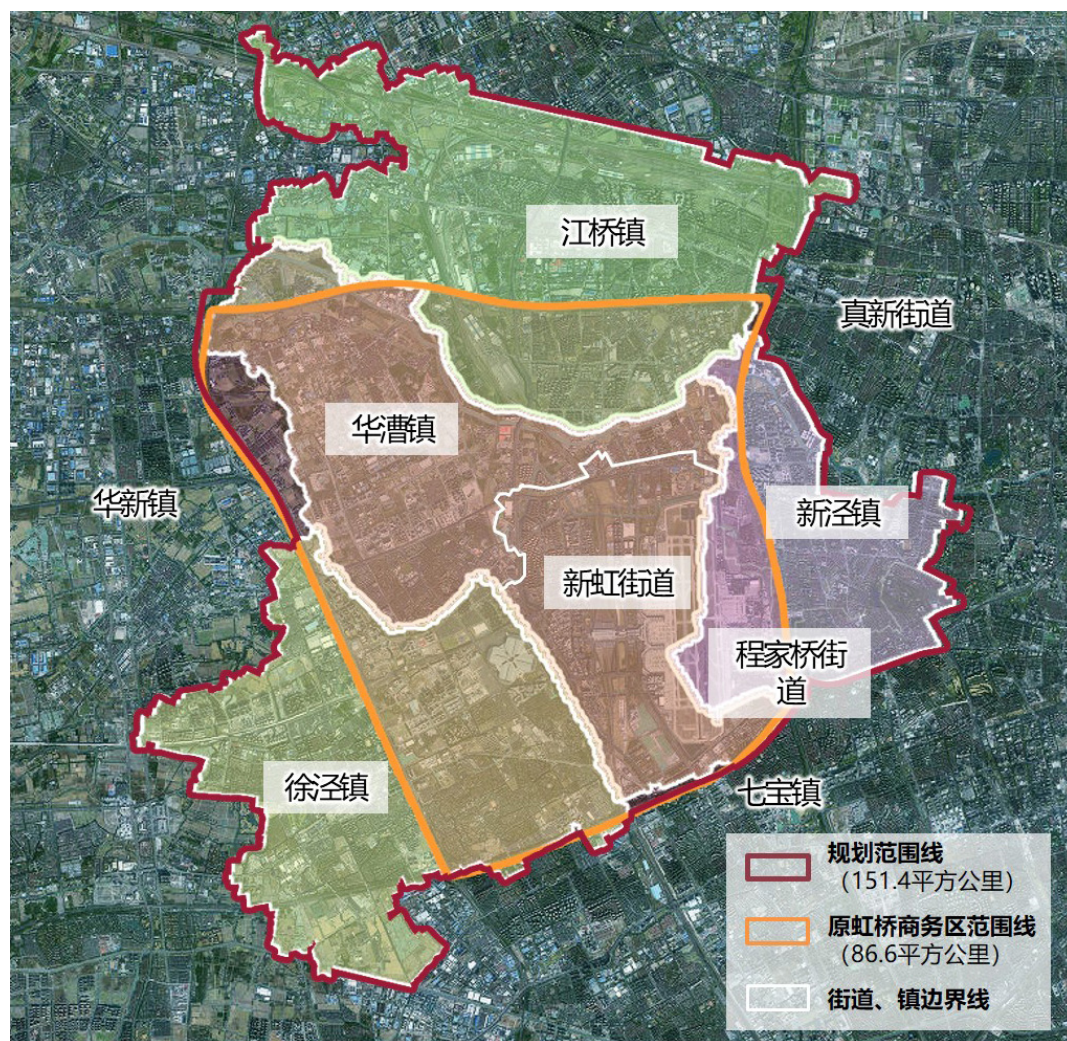 江桥镇
真新街道
华漕镇
华新镇
新泾镇
新虹街道
程家桥街
道
徐泾镇
七宝镇
规划范围线
（151.4平方公里）
原虹桥商务区范围线
（86.6平方公里）
街道、镇边界线